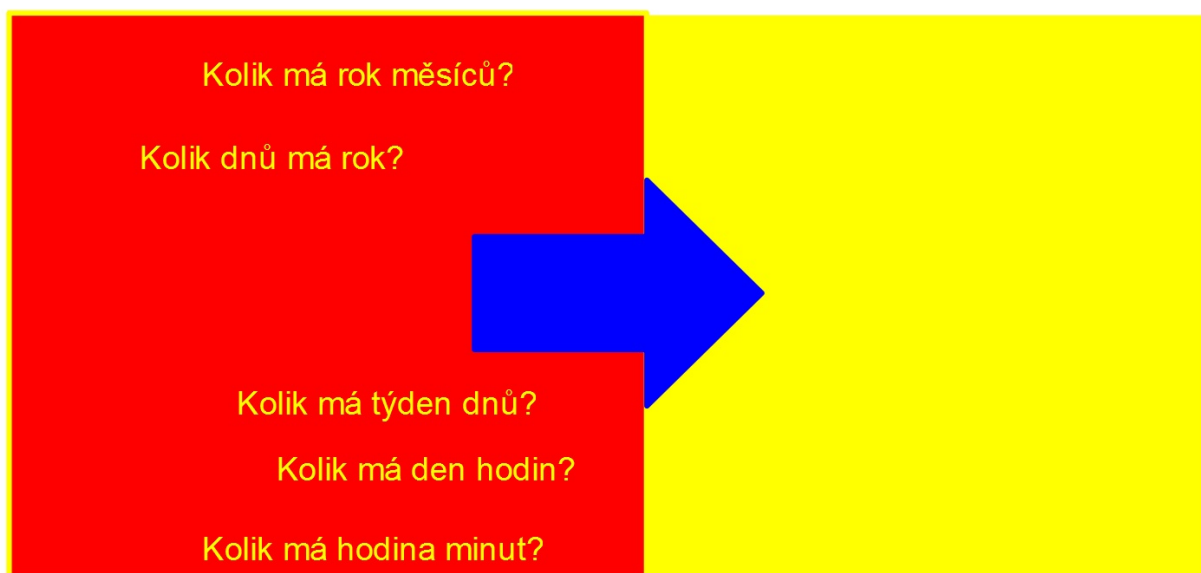 Kolik má rok měsíců?
Kolik dnů má rok?
Kolik má týden dnů?
Kolik má den hodin?
Kolik má hodina minut?